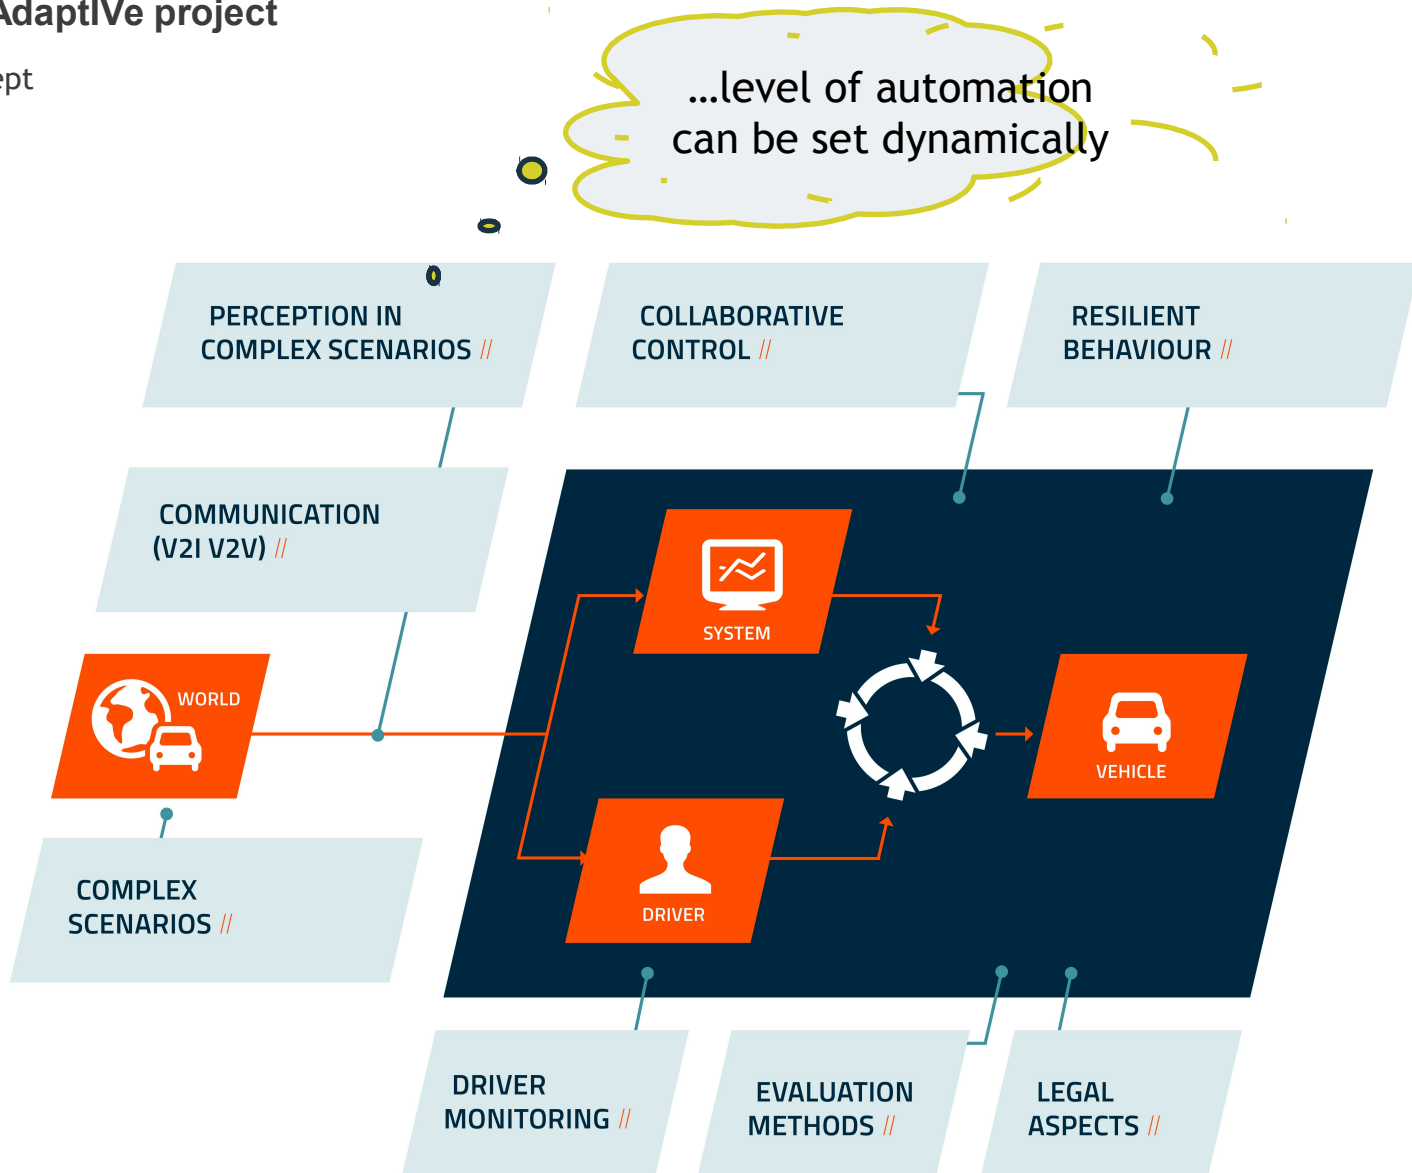 AdaptIVe project
ept
…level of automation
can be set dynamically
PERCEPTION IN
COMPLEX SCENARIOS //
COLLABORATIVE
CONTROL //
RESILIENT
BEHAVIOUR //
COMMUNICATION
(V2I V2V) //
SYSTEM
WORLD
VEHICLE
DRIVER
COMPLEX
SCENARIOS //
DRIVER
MONITORING //
EVALUATION
METHODS //
LEGAL
ASPECTS //